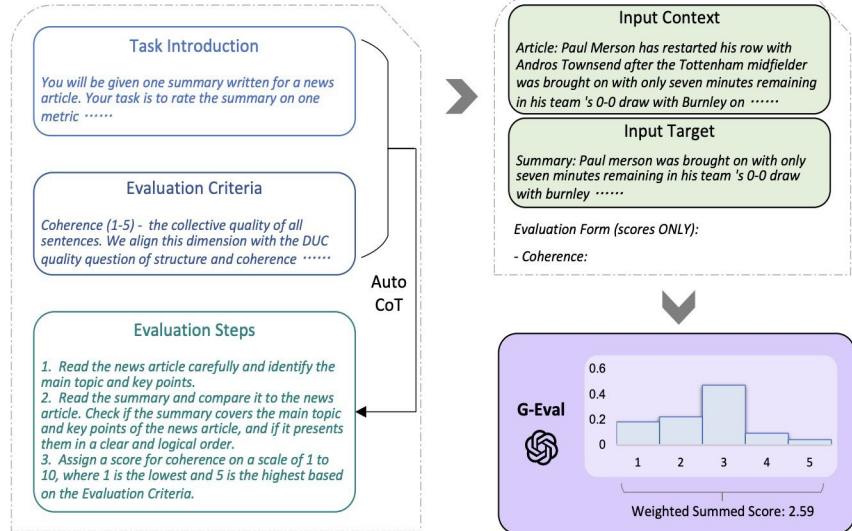 Task Introduction
You will be given one summary written for a news
article. Your task is to rate the summary on one
metric ⋯⋯
Evaluation Criteria
Coherence (1-5) - the collective quality of all
sentences. We align this dimension with the DUC
quality question of structure and coherence ⋯⋯
Auto
CoT
Evaluation Steps
1. Read the news article carefully and identify the
main topic and key points.
2. Read the summary and compare it to the news
article. Check if the summary covers the main topic
and key points of the news article, and if it presents
them in a clear and logical order.
3. Assign a score for coherence on a scale of 1 to
10, where 1 is the lowest and 5 is the highest based
on the Evaluation Criteria.
Input Context
Article: Paul Merson has restarted his row with
Andros Townsend after the Tottenham midfielder
was brought on with only seven minutes remaining
in his team 's 0-0 draw with Burnley on ⋯⋯
Input Target
Summary: Paul merson was brought on with only
seven minutes remaining in his team 's 0-0 draw
with burnley ⋯⋯
Evaluation Form (scores ONLY):
- Coherence:
G-Eval
0.6
0.4
0.2
0
1 2 3 4 5
Weighted Summed Score: 2.59